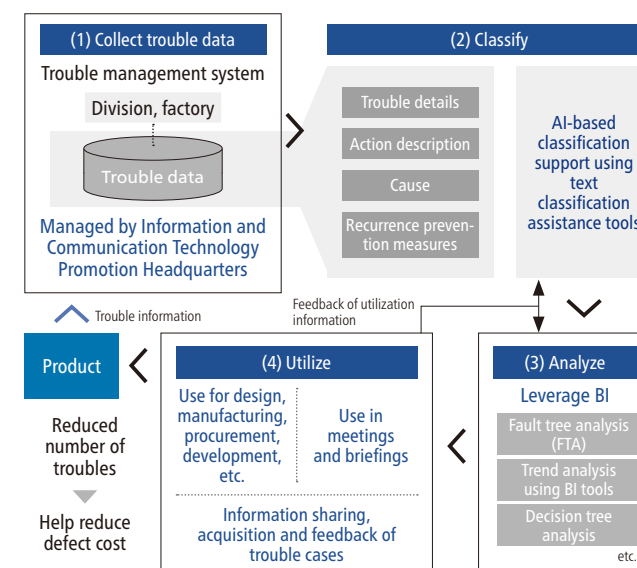 (1) Collect trouble data
Trouble management system
Division, factory
Trouble data
Managed by Information and
Communication Technology
Promotion Headquarters
(2) Classify
Trouble details
Action description
Cause
Recurrence preven-
tion measures
AI-based
classification
support using
text
classification
assistance tools
Trouble information
Feedback of utilization
information
Product
Reduced
number of
troubles
Help reduce
defect cost
(4) Utilize
Use for design,
manufacturing,
procurement,
development,
etc.
Use in
meetings
and briefings
Information sharing,
acquisition and feedback of
trouble cases
(3) Analyze
Leverage BI
Fault tree analysis
(FTA)
Trend analysis
using BI tools
Decision tree
analysis
etc.